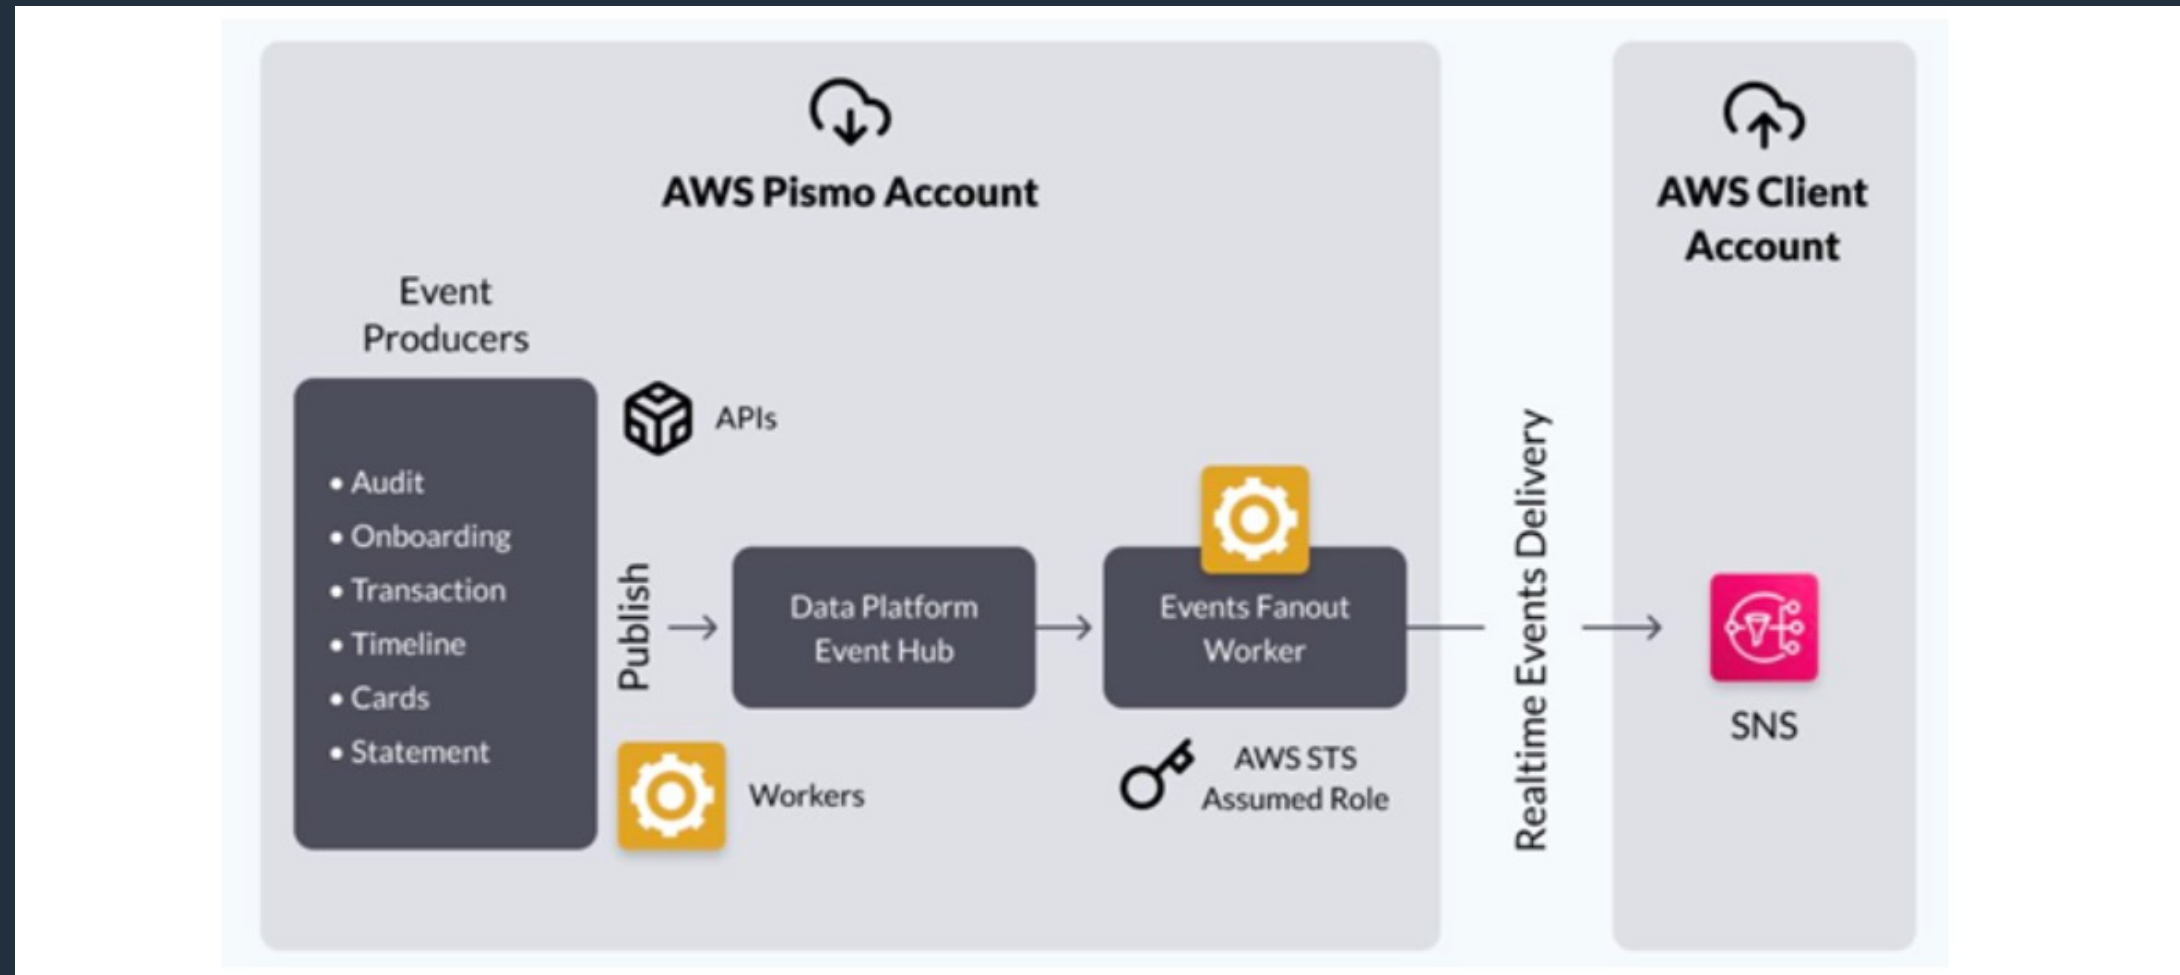 AWS Pismo Account
AWS Client
Account
Event
Producers
• Audit
• Onboarding
• Transaction
• Timeline
• Cards
• Statement
APIs
Publish
Workers
Data Platform
Event Hub
Events Fanout
Worker
AWS STS
Assumed Role
Realtime Events Delivery
SNS